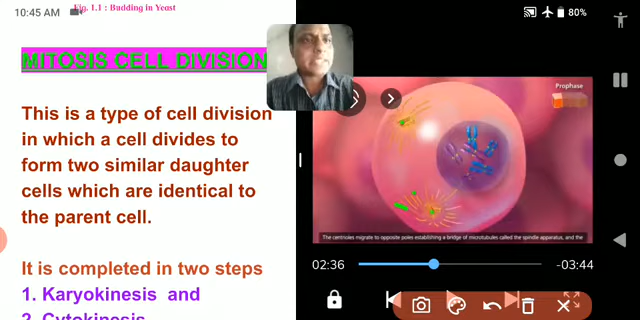 10:45 AM
80%
Fig. 1.1 : Budding in Yeast
MITOSIS CELL DIVISION
This is a type of cell division
in which a cell divides to
form two similar daughter
cells which are identical to
the parent cell.
It is completed in two steps
1. Karyokinesis and
2. Cytokinesis
Prophase
The centrioles migrate to opposite poles establishing a bridge of microtubules called the spindle apparatus, and the
02:36
-03:44